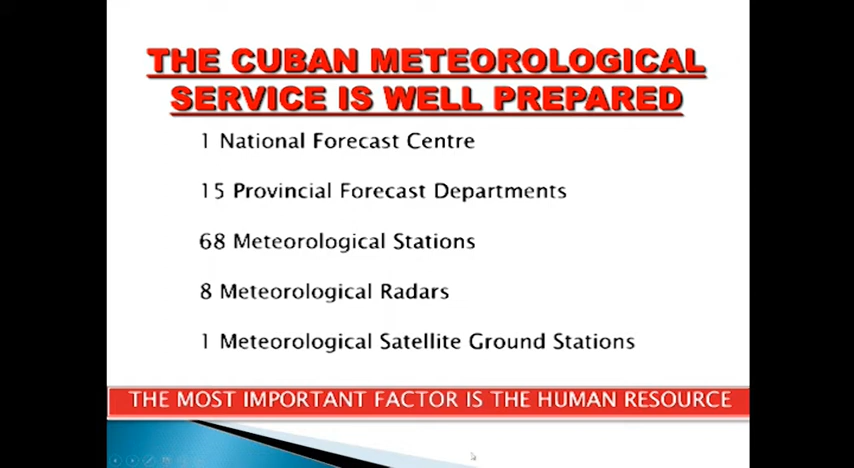 THE CUBAN METEOROLOGICAL
SERVICE IS WELL PREPARED
1 National Forecast Centre
15 Provincial Forecast Departments
68 Meteorological Stations
8 Meteorological Radars
1 Meteorological Satellite Ground Stations
THE MOST IMPORTANT FACTOR IS THE HUMAN RESOURCE